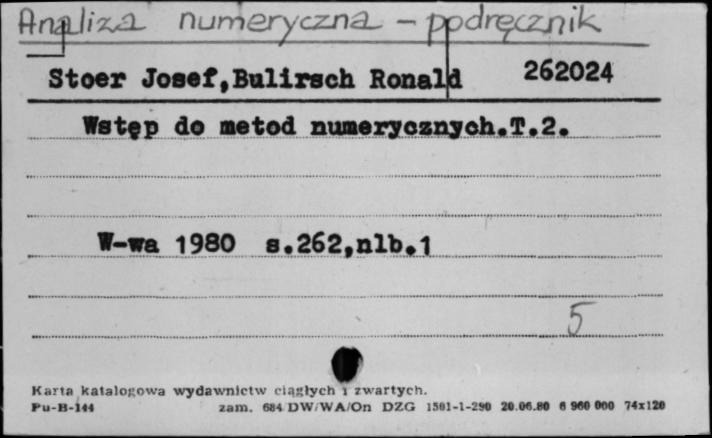 Analiza numeryczna - podręcznik
Stoer Josef,Bulirsch Ronald 262024
Wstęp do metod numerycznych.T.2.
W-wa 1980 s.262,nlb.1
5
Karta katalogowa wydawnictw ciągłych i zwartych.
Pu-B-144 zam. 684/DW/WA/On DZG 1501-1-290 20.06.80 6 960 000 74x120